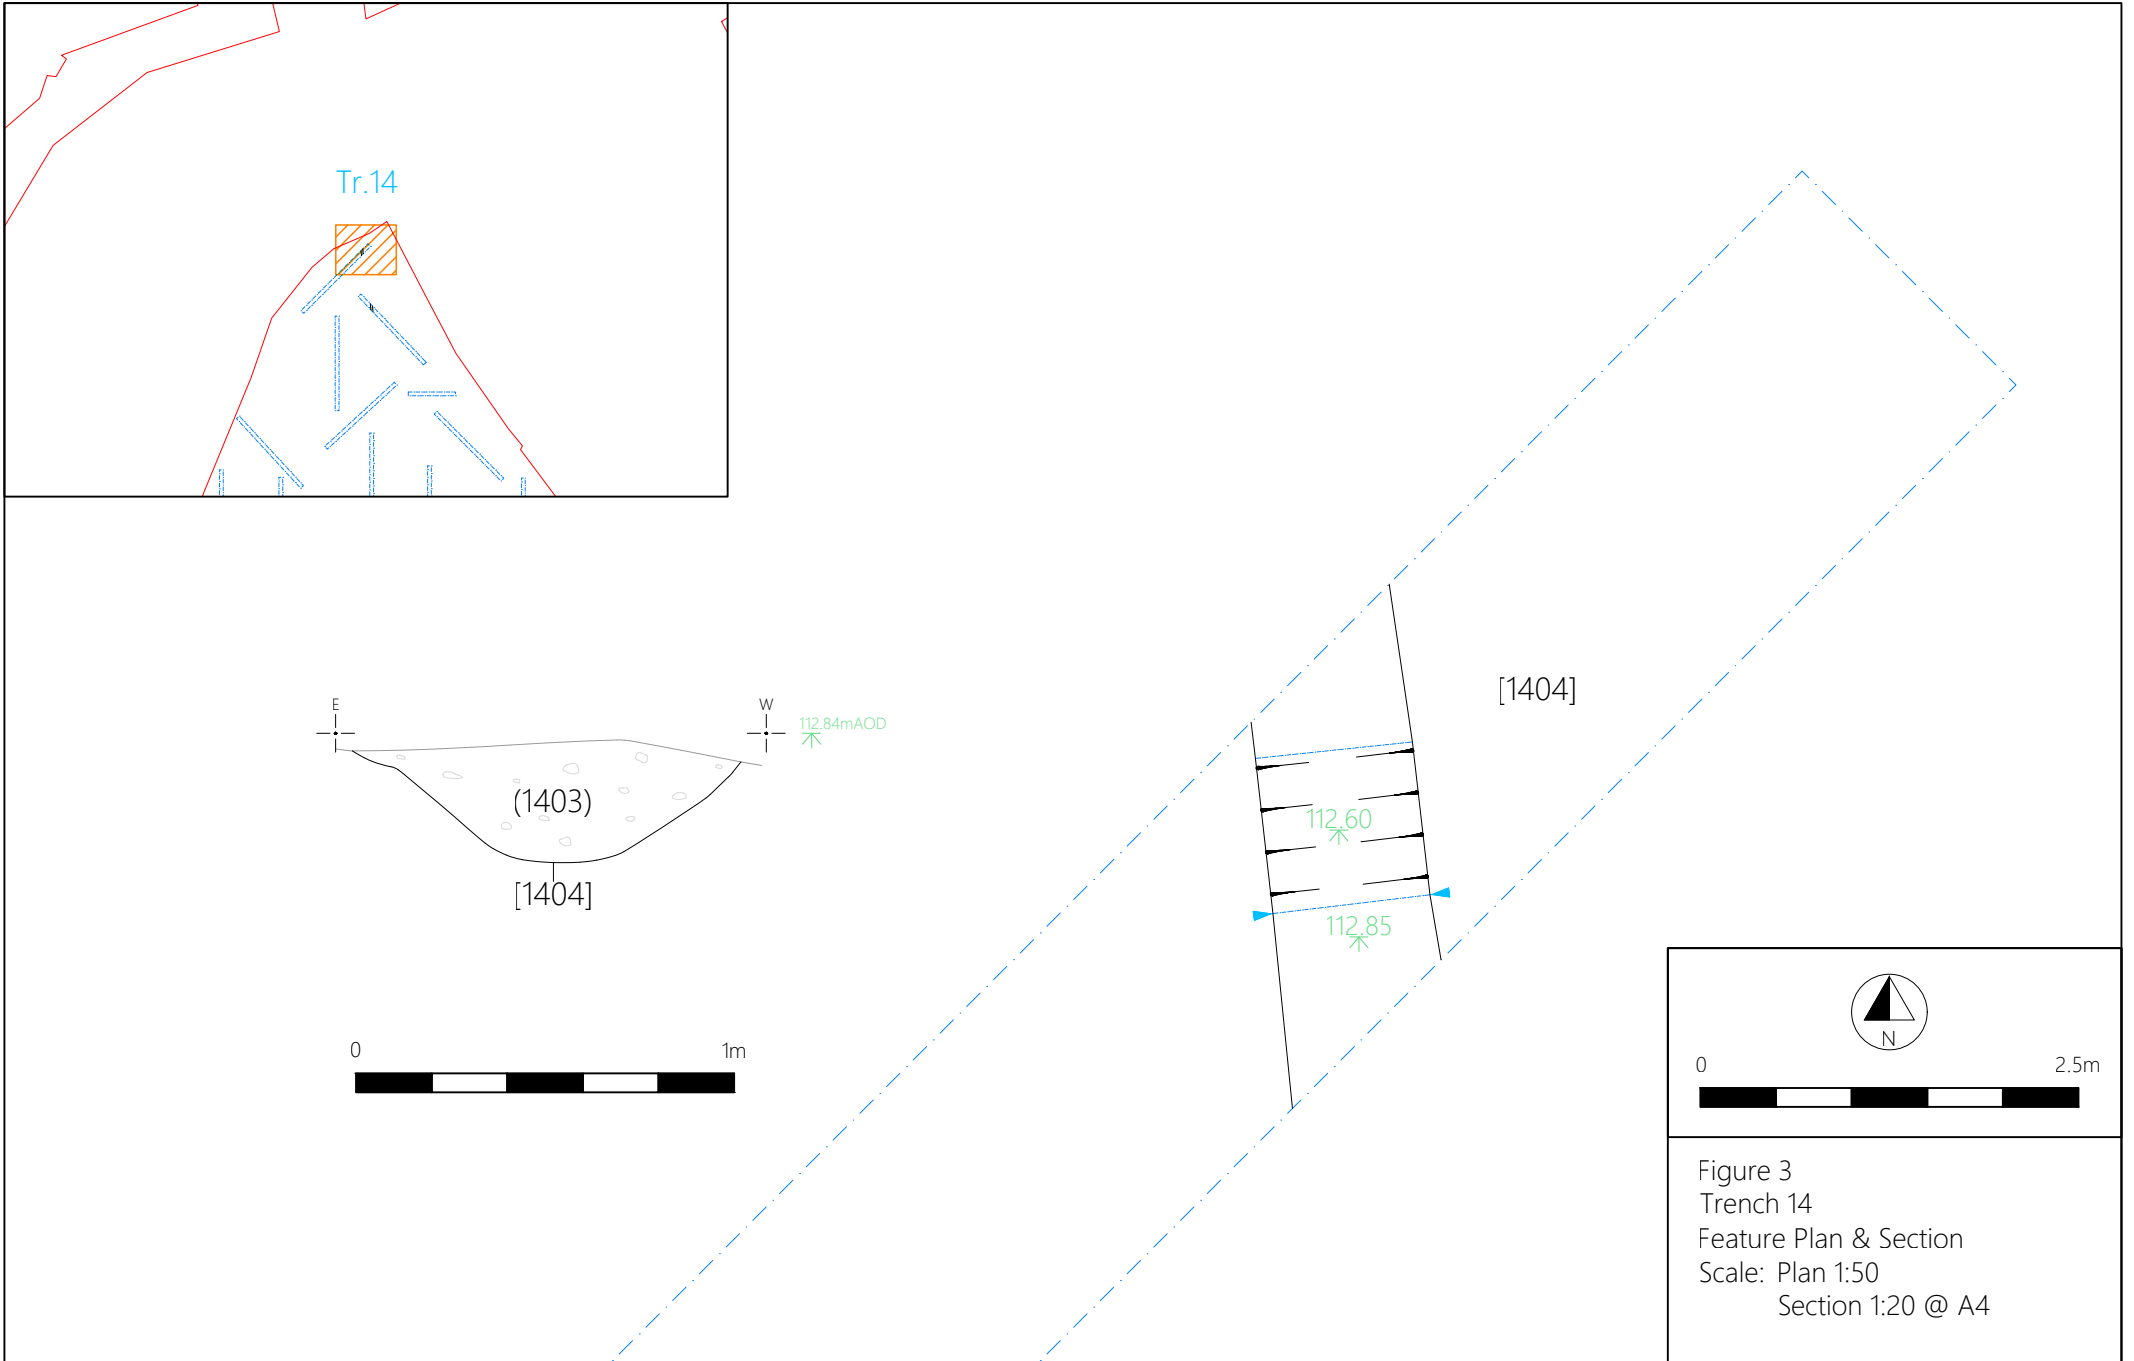 Tr.14
[1404]
E
W
112.84mAOD
(1403)
[1404]
112.60
112.85
0
1m
N
0
2.5m
Figure 3
Trench 14
Feature Plan & Section
Scale: Plan 1:50
Section 1:20 @ A4